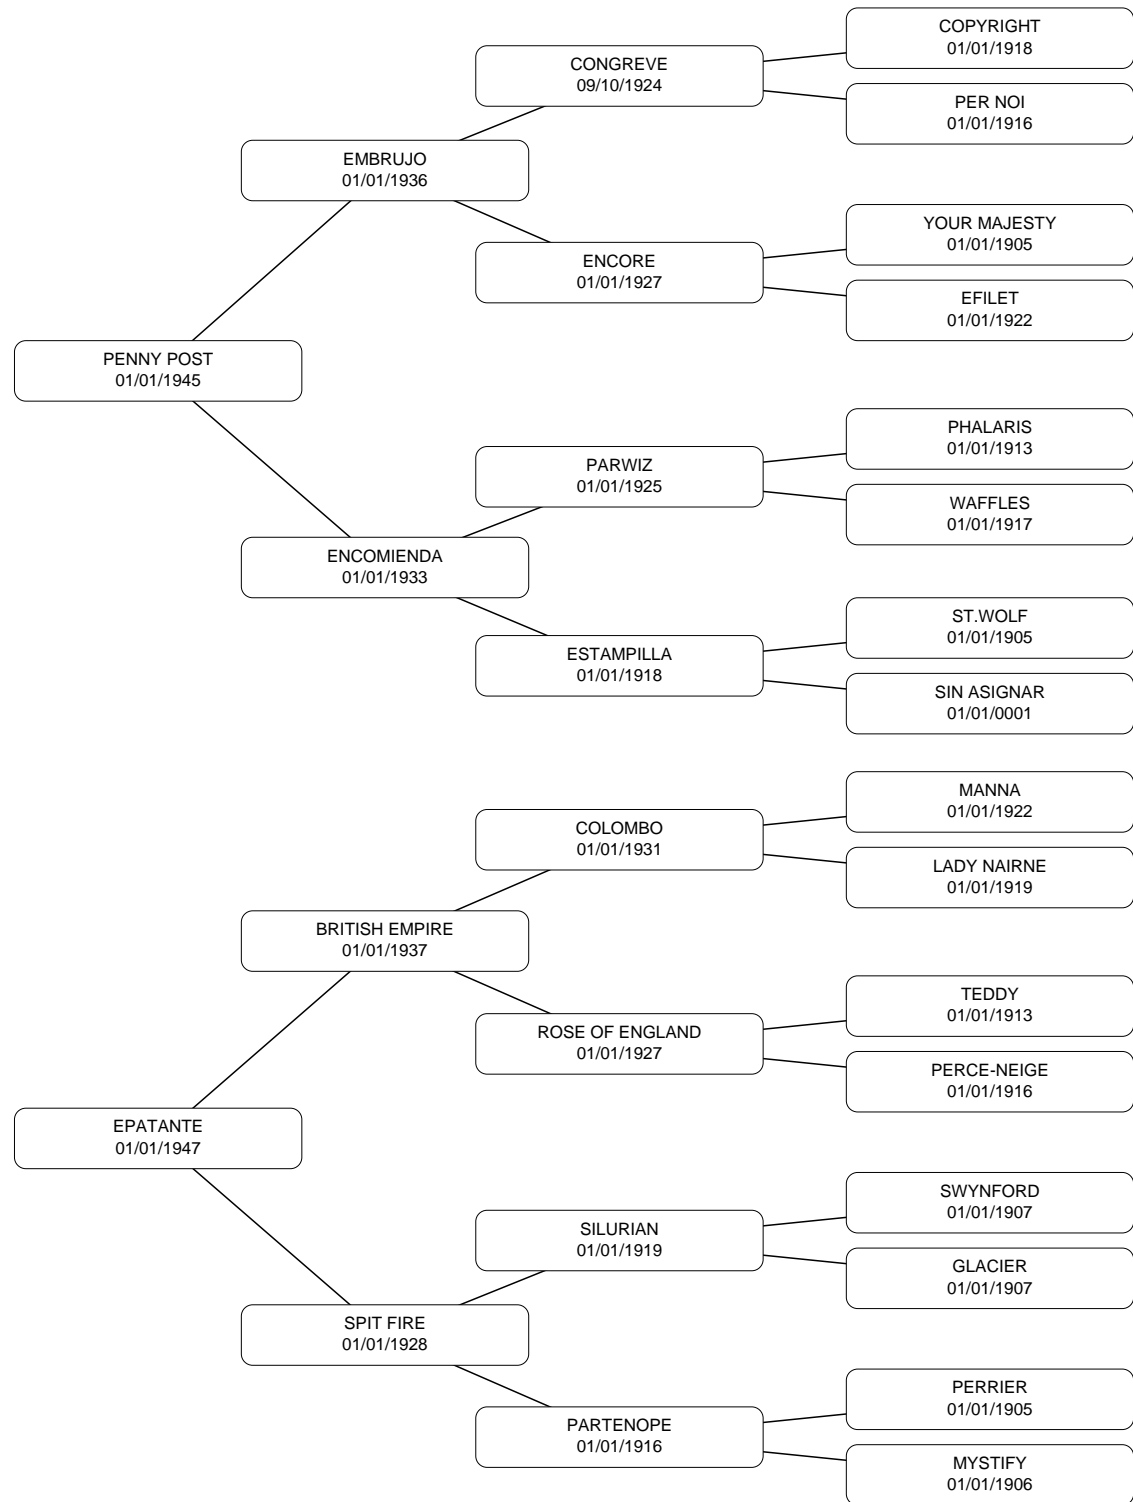 COPYRIGHT
01/01/1918
CONGREVE
09/10/1924
PER NOI
01/01/1916
EMBRUJO
01/01/1936
YOUR MAJESTY
01/01/1905
ENCORE
01/01/1927
EFILET
01/01/1922
PENNY POST
01/01/1945
PHALARIS
01/01/1913
PARWIZ
01/01/1925
WAFFLES
01/01/1917
ENCOMIENDA
01/01/1933
ST.WOLF
01/01/1905
ESTAMPILLA
01/01/1918
SIN ASIGNAR
01/01/0001
MANNA
01/01/1922
COLOMBO
01/01/1931
LADY NAIRNE
01/01/1919
BRITISH EMPIRE
01/01/1937
TEDDY
01/01/1913
ROSE OF ENGLAND
01/01/1927
PERCE-NEIGE
01/01/1916
EPATANTE
01/01/1947
SWYNFORD
01/01/1907
SILURIAN
01/01/1919
GLACIER
01/01/1907
SPIT FIRE
01/01/1928
PERRIER
01/01/1905
PARTENOPE
01/01/1916
MYSTIFY
01/01/1906